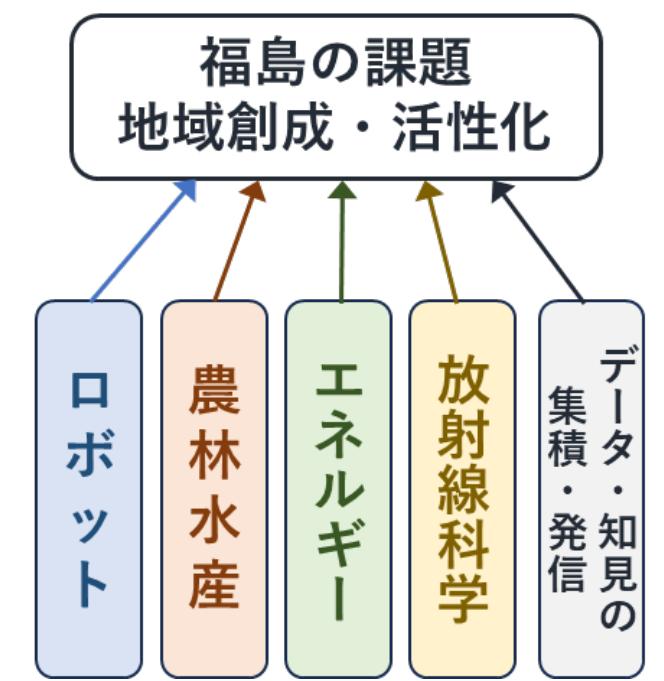 福島の課題
地域創成・活性化
ロボット
農林水産
エネルギー
放射線科学
データ・知見の
集積・発信